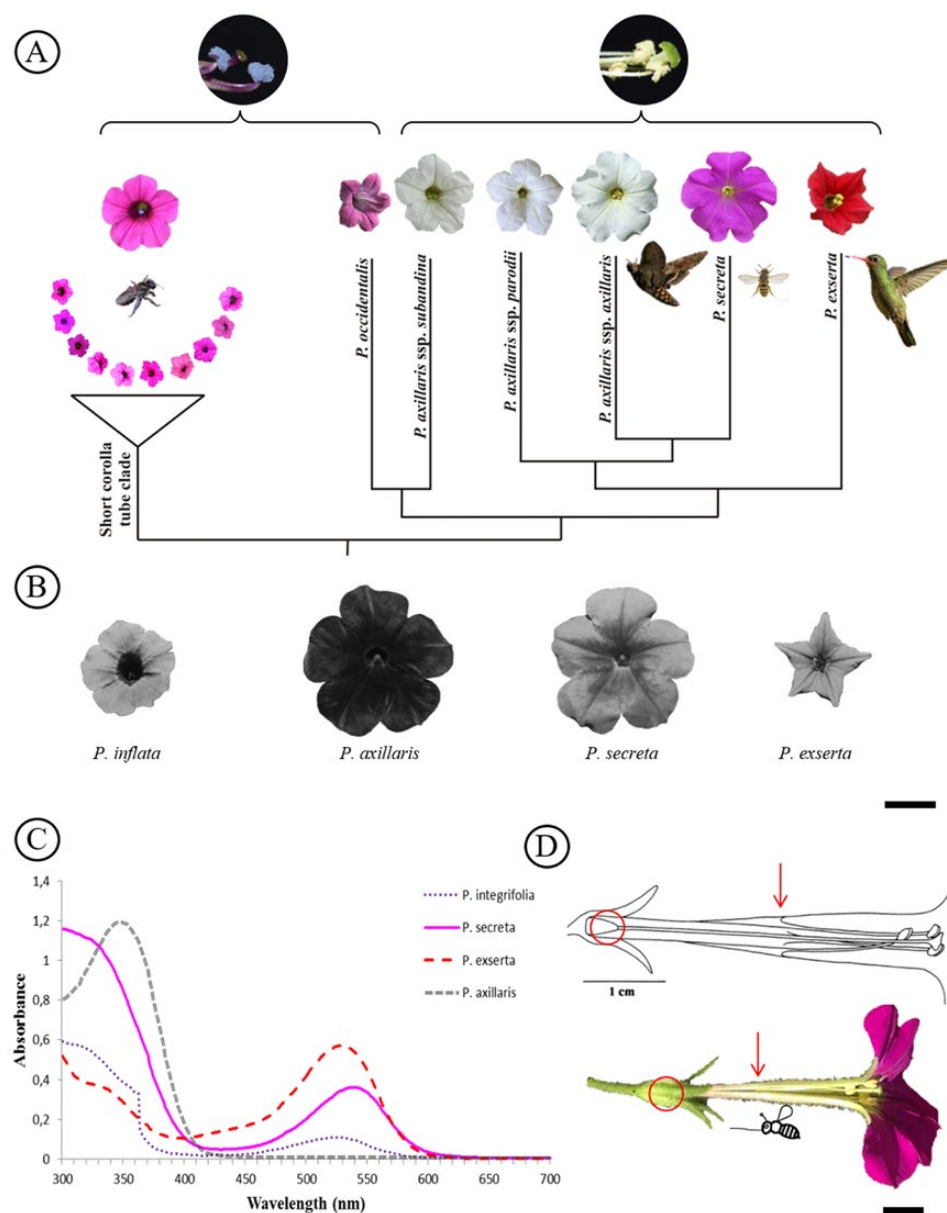 A
P. occidentalis
P. axillaris ssp. subandina
P. axillaris ssp. parodii
P. axillaris ssp. axillaris
P. secreta
P. exserta
Short corolla
tube clade
B
P. inflata
P. axillaris
P. secreta
P. exserta
C
1,4
1,2
1
0,8
0,6
0,4
0,2
0
Absorbance
300
400
450
500
550
600
650
700
Wavelength (nm)
P. integrifolia
P. secreta
P. exserta
P. axillaris
D
1 cm